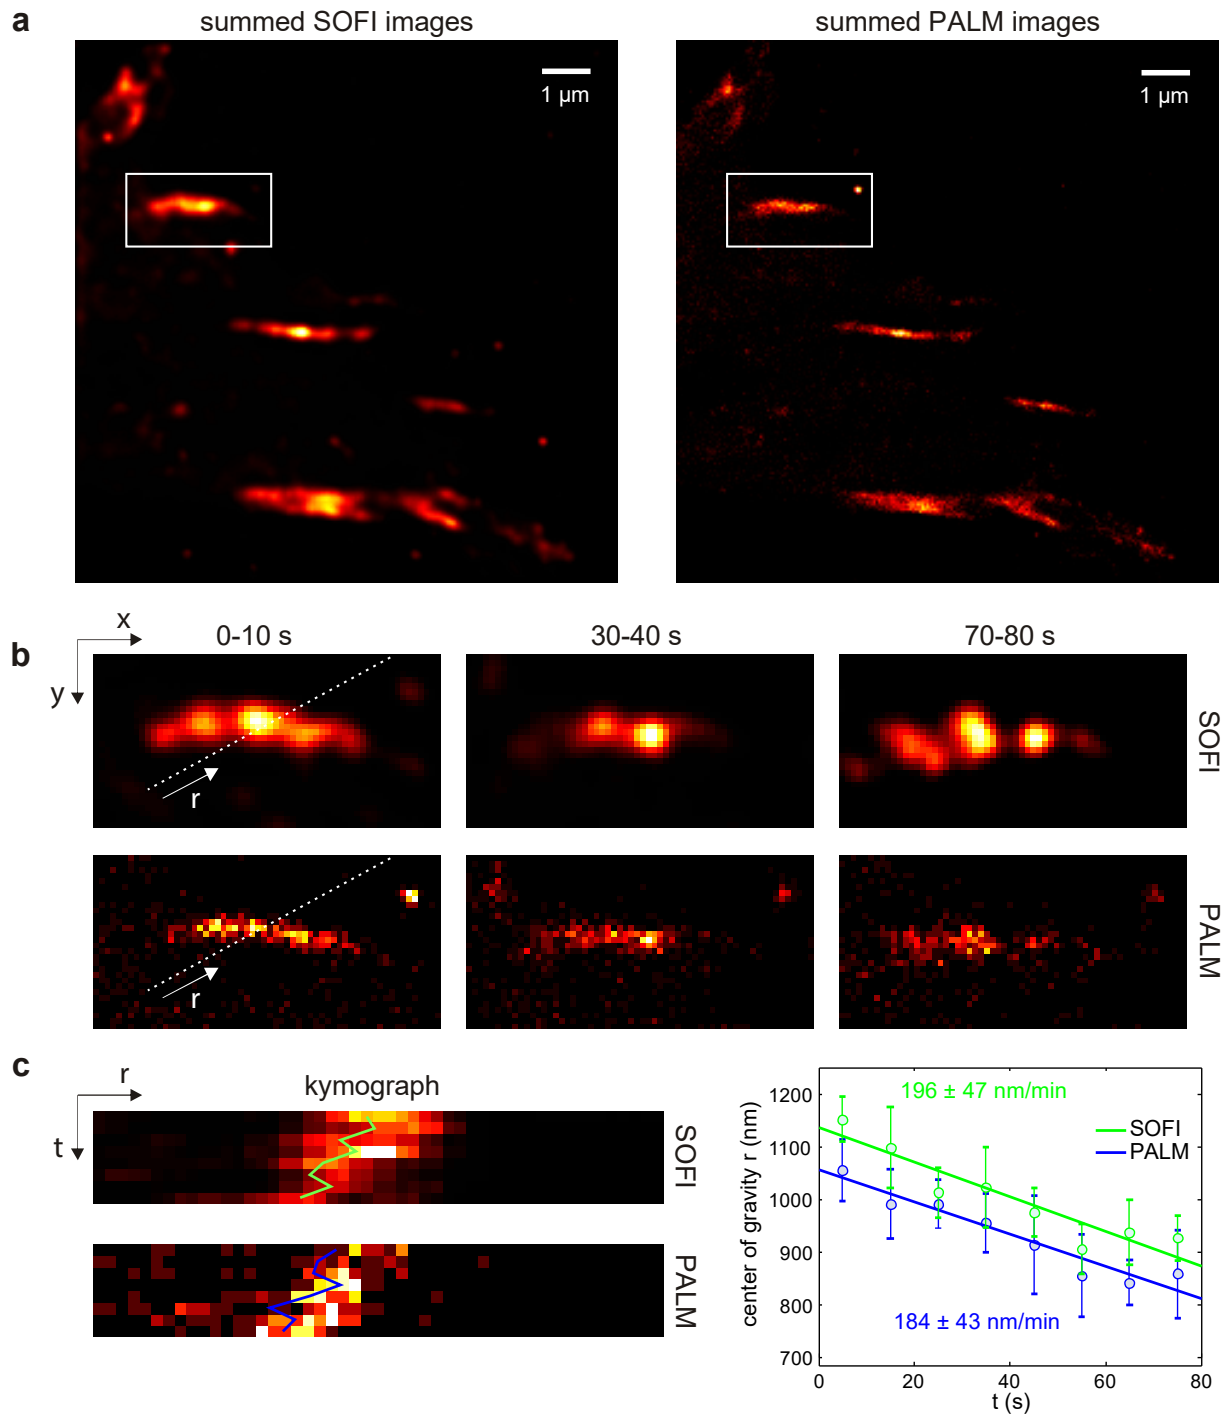 a
summed SOFI images
summed PALM images
1 µm
1 µm
b
x
y
0-10 s
30-40 s
70-80 s
r
SOFI
r
PALM
c
r
t
kymograph
SOFI
PALM
196 ± 47 nm/min
SOFI
PALM
184 ± 43 nm/min
center of gravity r (nm)
1200
1100
1000
900
800
700
0 20 40 60 80
t (s)